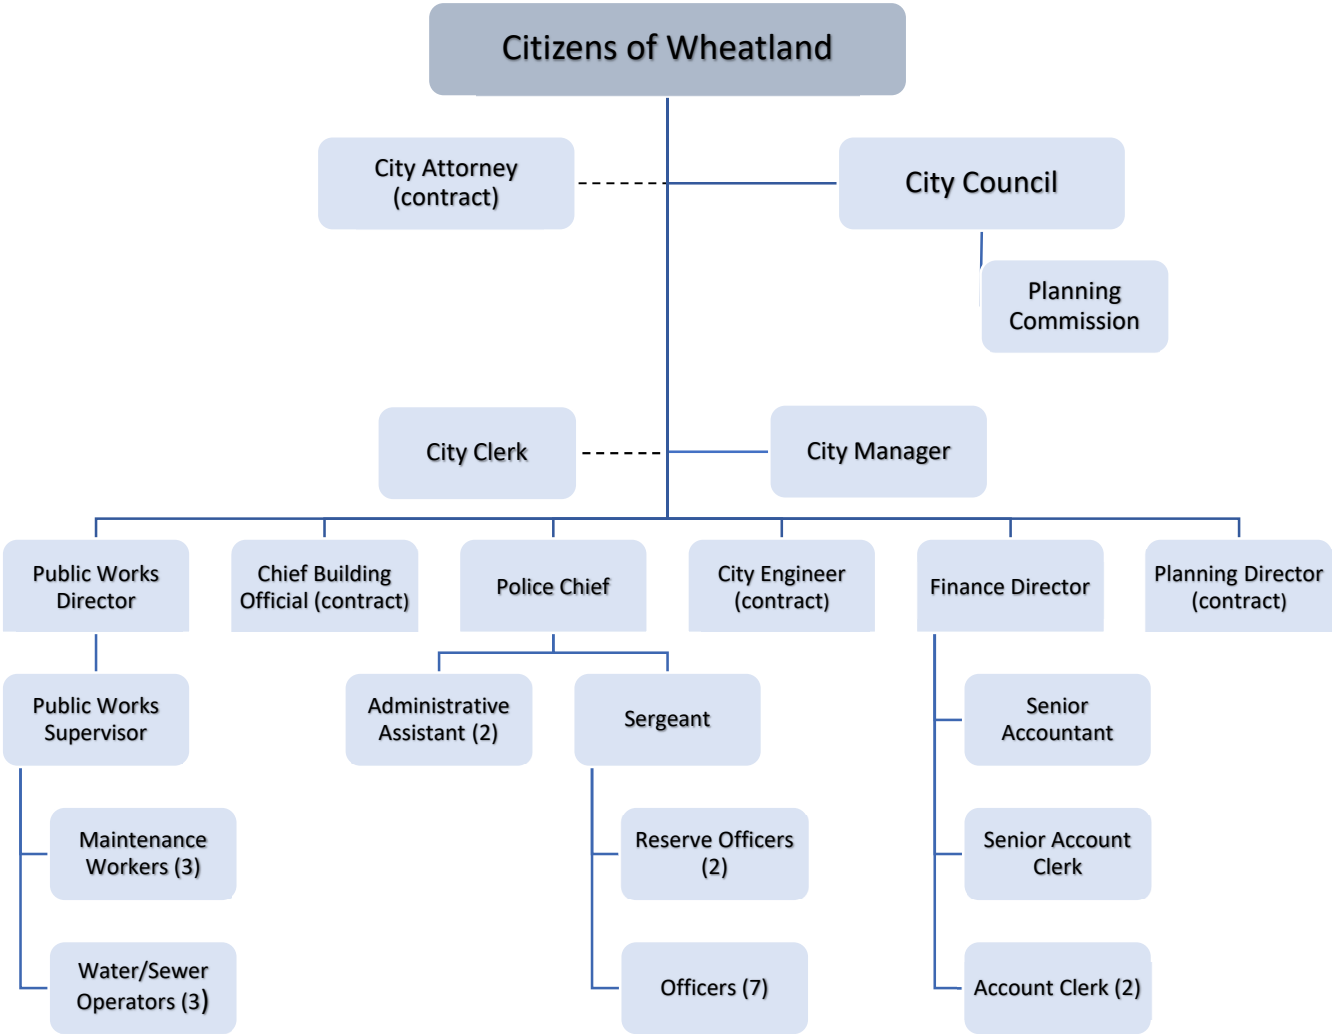 Citizens of Wheatland
City Attorney
(contract)
City Council
Planning
Commission
City Clerk
City Manager
Public Works
Director
Chief Building
Official (contract)
Police Chief
City Engineer
(contract)
Finance Director
Planning Director
(contract)
Public Works
Supervisor
Administrative
Assistant (2)
Sergeant
Senior
Accountant
Maintenance
Workers (3)
Reserve Officers
(2)
Senior Account
Clerk
Water/Sewer
Operators (3)
Officers (7)
Account Clerk (2)